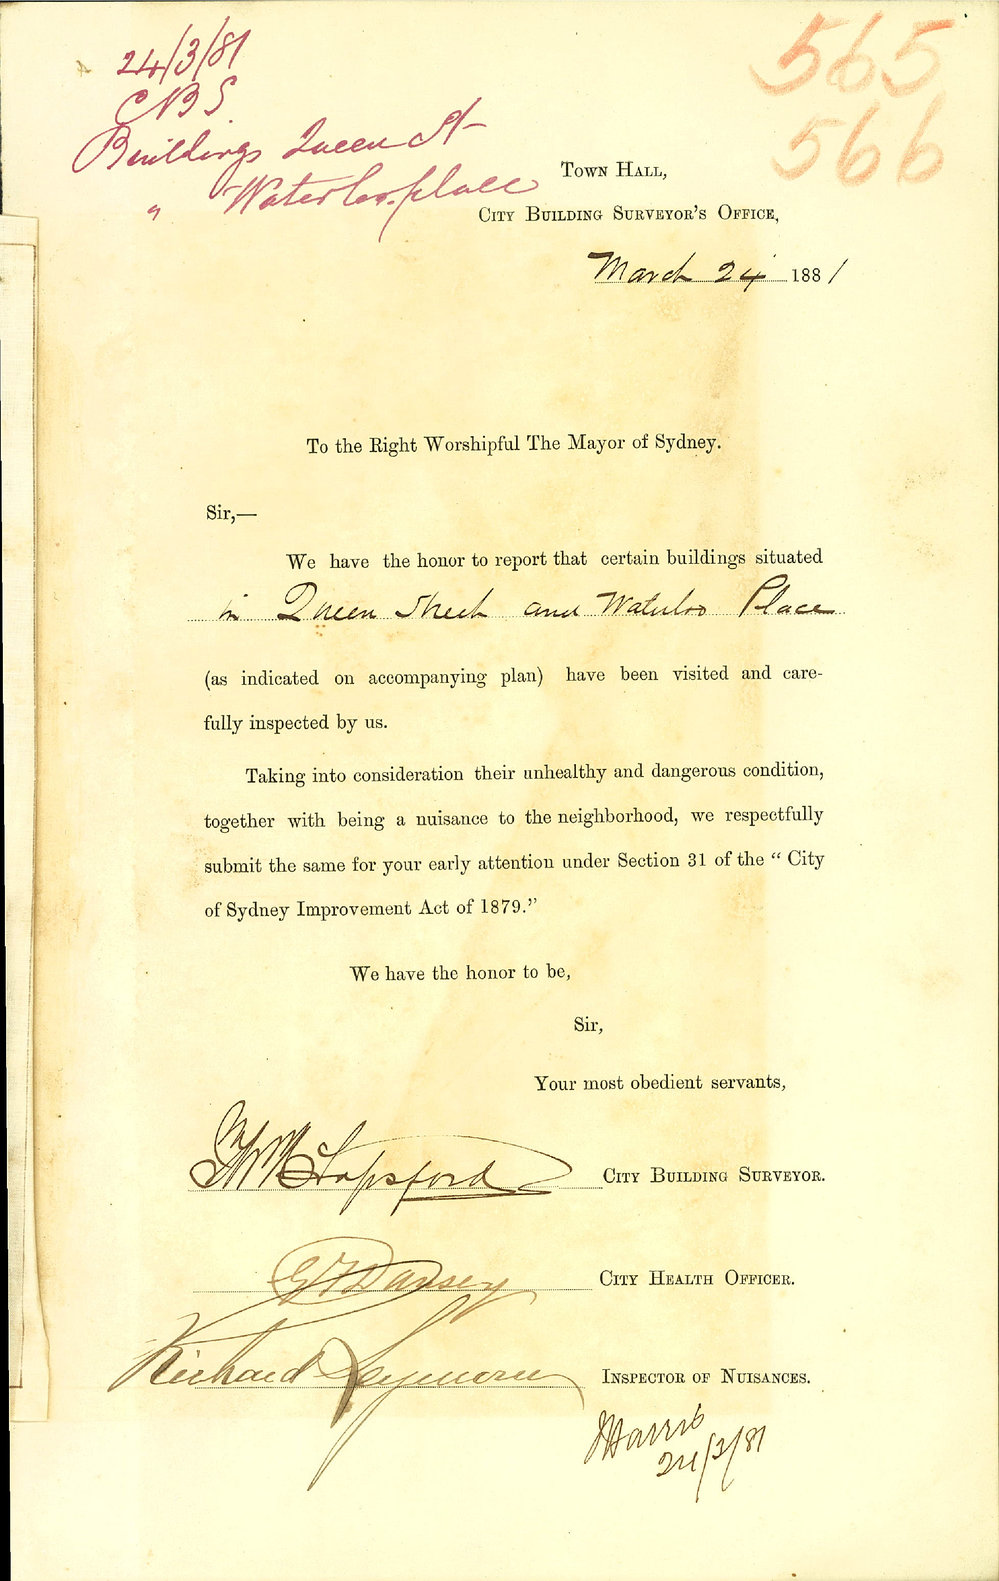 24/3/81
CBS
Buildings Queen St
" Waterloo place
565
566
TOWN HALL,
CITY BUILDING SURVEYOR'S OFFICE,
March 24 1881
To the Right Worshipful The Mayor of Sydney.
Sir,—
We have the honor to report that certain buildings situated
in Queen Street and Waterloo Place
(as indicated on accompanying plan) have been visited and care-
fully inspected by us.
Taking into consideration their unhealthy and dangerous condition,
together with being a nuisance to the neighborhood, we respectfully
submit the same for your early attention under Section 31 of the “ City
of Sydney Improvement Act of 1879.”
We have the honor to be,
Sir,
Your most obedient servants,
CITY BUILDING SURVEYOR.
G F Dansey CITY HEALTH OFFICER.
Richard Seymour INSPECTOR OF NUISANCES.
JHarris
24/3/81